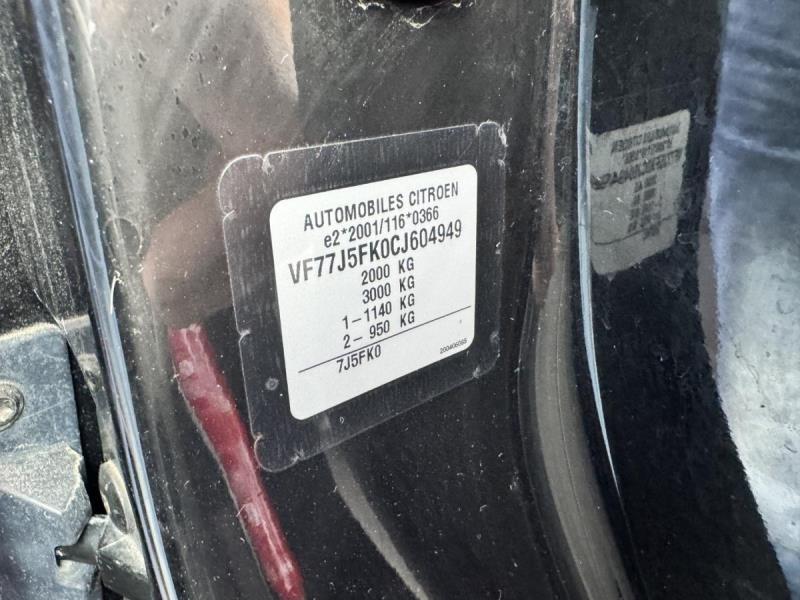 AUTOMOBILES CITROEN
e2*2001/116*0366
VF77J5FK0CJ604949
2000 KG
3000 KG
1-1140 KG
2-950 KG
7J5FK0